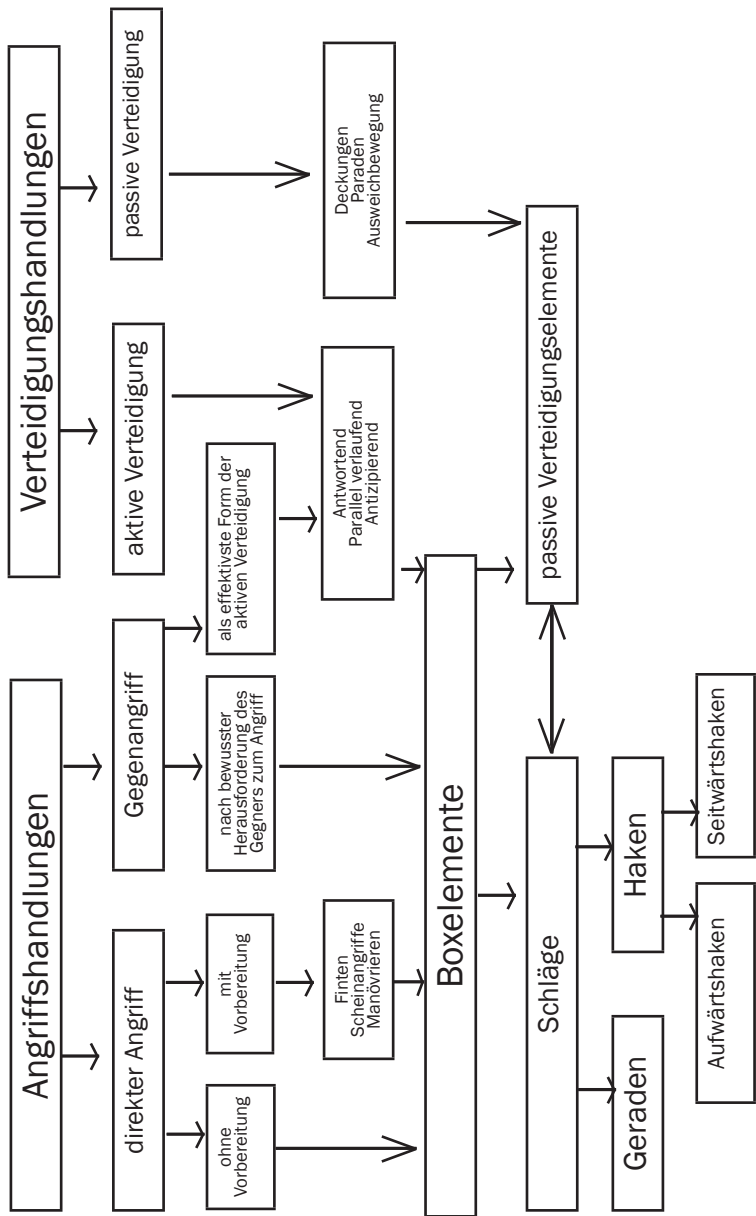 Angriffshandlungen
Verteidigungshandlungen
direkter Angriff
Gegenangriff
aktive Verteidigung
passive Verteidigung
ohne
Vorbereitung
mit
Vorbereitung
nach bewusster
Herausforderung des
Gegners zum Angriff
als effektivste Form der
aktiven Verteidigung
Finten
Scheinangriffe
Manövrieren
Antwortend
Parallel verlaufend
Antizipierend
Deckungen
Paraden
Ausweichbewegung
Boxelemente
Schläge
passive Verteidigungselemente
Geraden
Haken
Aufwärtshaken
Seitwärtshaken